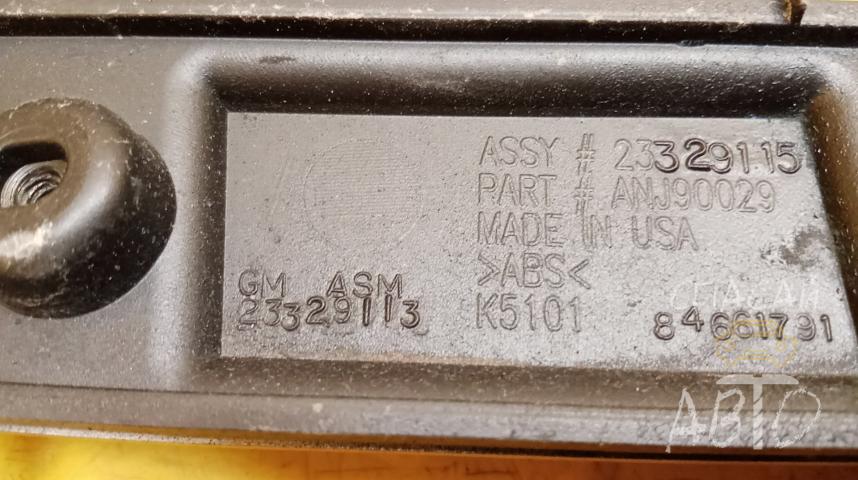 ASSY # 23329115
PART # ANJ90029
MADE IN USA
>ABS<
K5101
GM ASM
23329113
84661791
АВТО